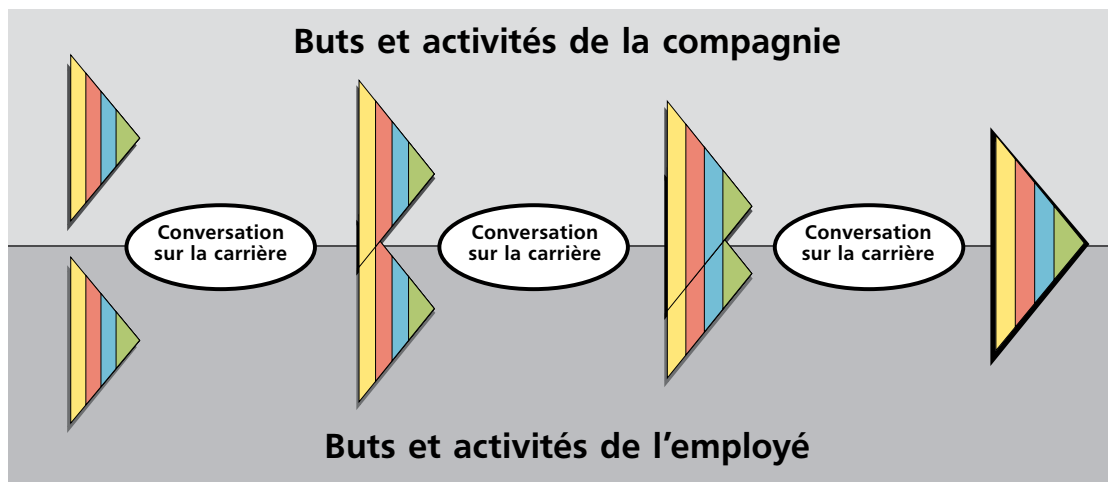 Buts et activités de la compagnie
Conversation
sur la carrière
Conversation
sur la carrière
Conversation
sur la carrière
Buts et activités de l'employé